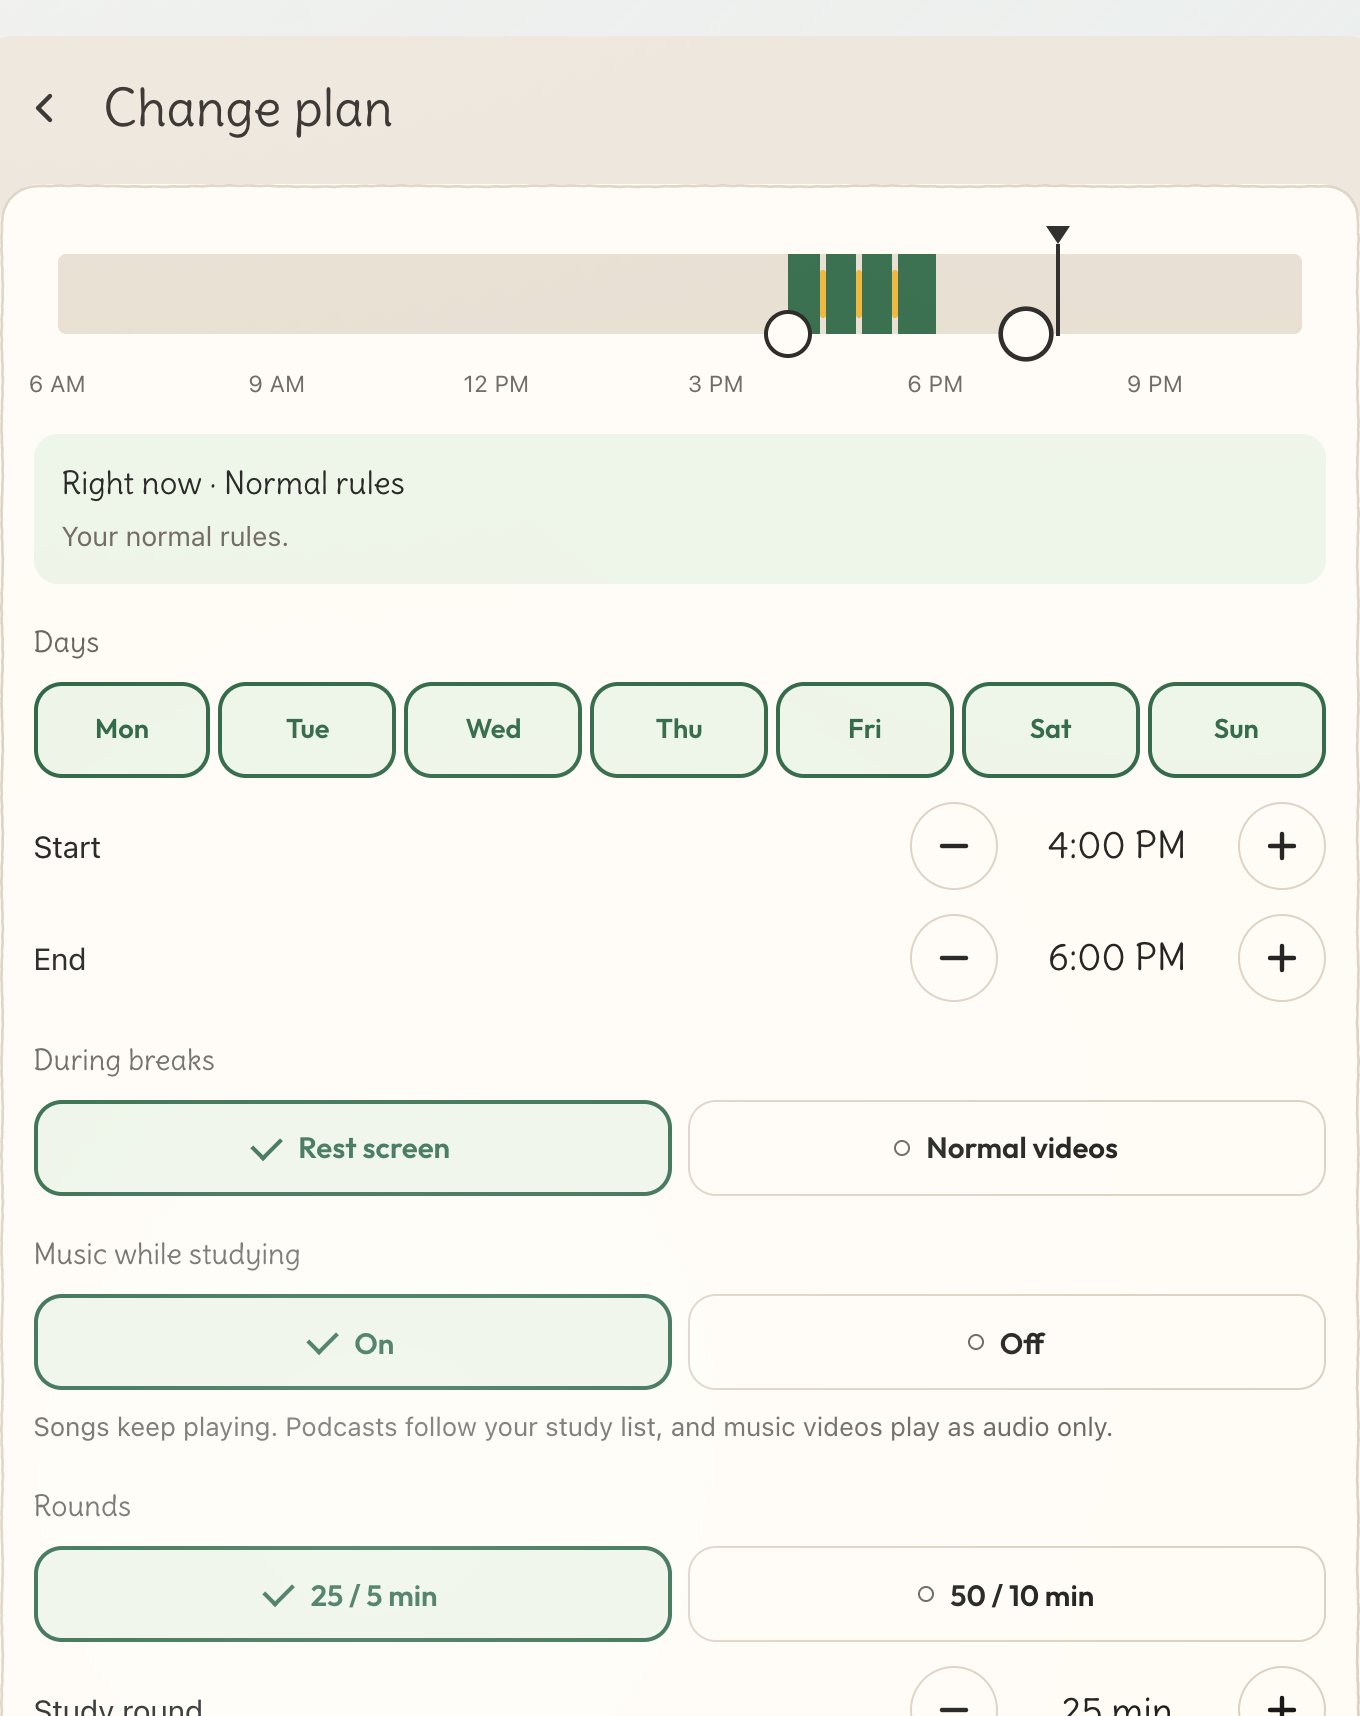 Change plan
6 AM 9 AM 12 PM 3 PM 6 PM 9 PM
Right now · Normal rules
Your normal rules.
Days
Mon Tue Wed Thu Fri Sat Sun
Start 4:00 PM
End 6:00 PM
During breaks
Rest screen Normal videos
Music while studying
On Off
Songs keep playing. Podcasts follow your study list, and music videos play as audio only.
Rounds
25 / 5 min 50 / 10 min
Study round 25 min